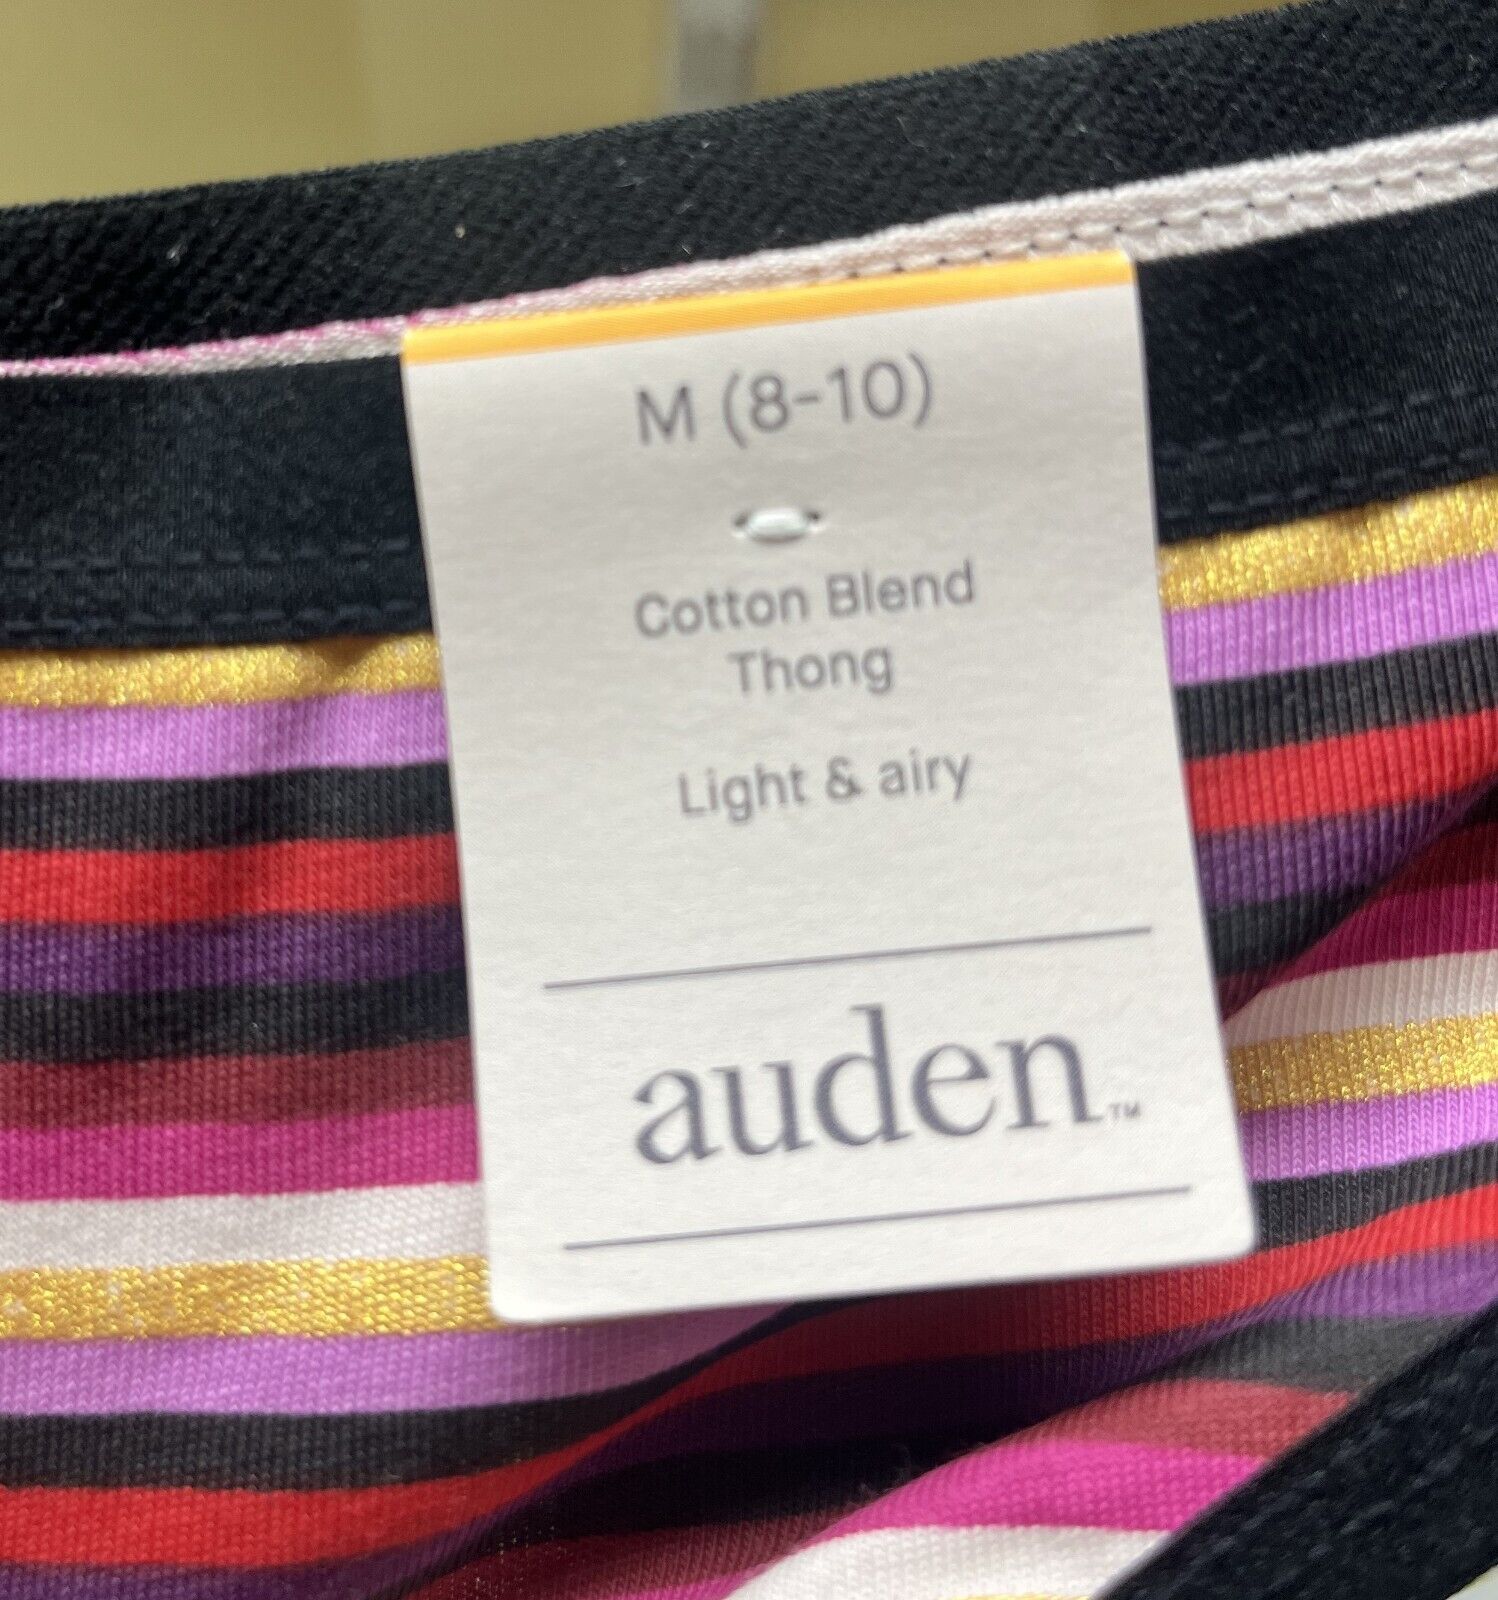 M (8-10)
Cotton Blend
Thong
Light & airy
auden™